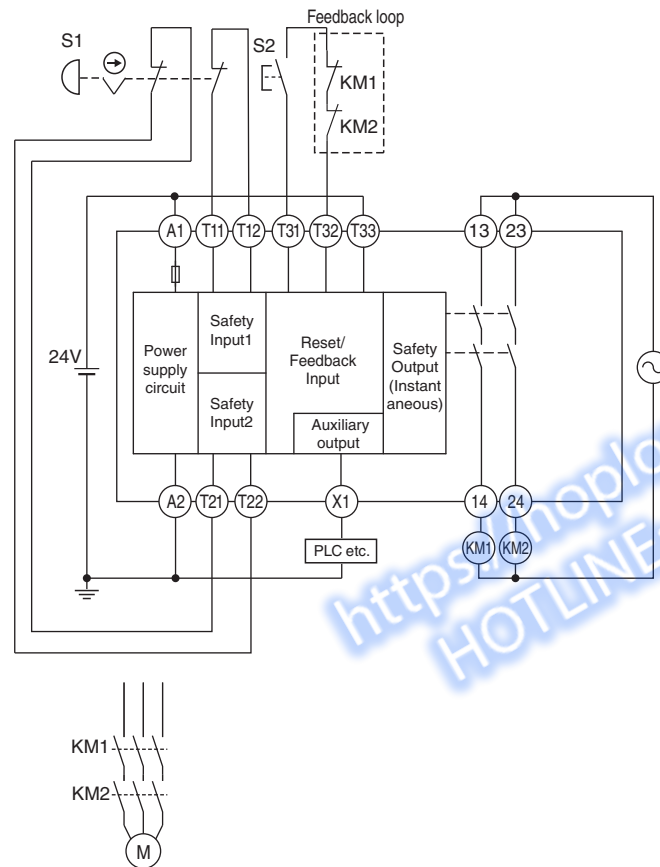 Feedback loop
S1
S2
KM1
KM2
A1
T11
T12
T31
T32
T33
13
23
24V
Power
supply
circuit
Safety
Input1
Safety
Input2
Reset/
Feedback
Input
Auxiliary
output
Safety
Output
(Instant
aneous)
A2
T21
T22
X1
14
24
PLC etc.
KM1
KM2
KM1
KM2
M
HOTLINE